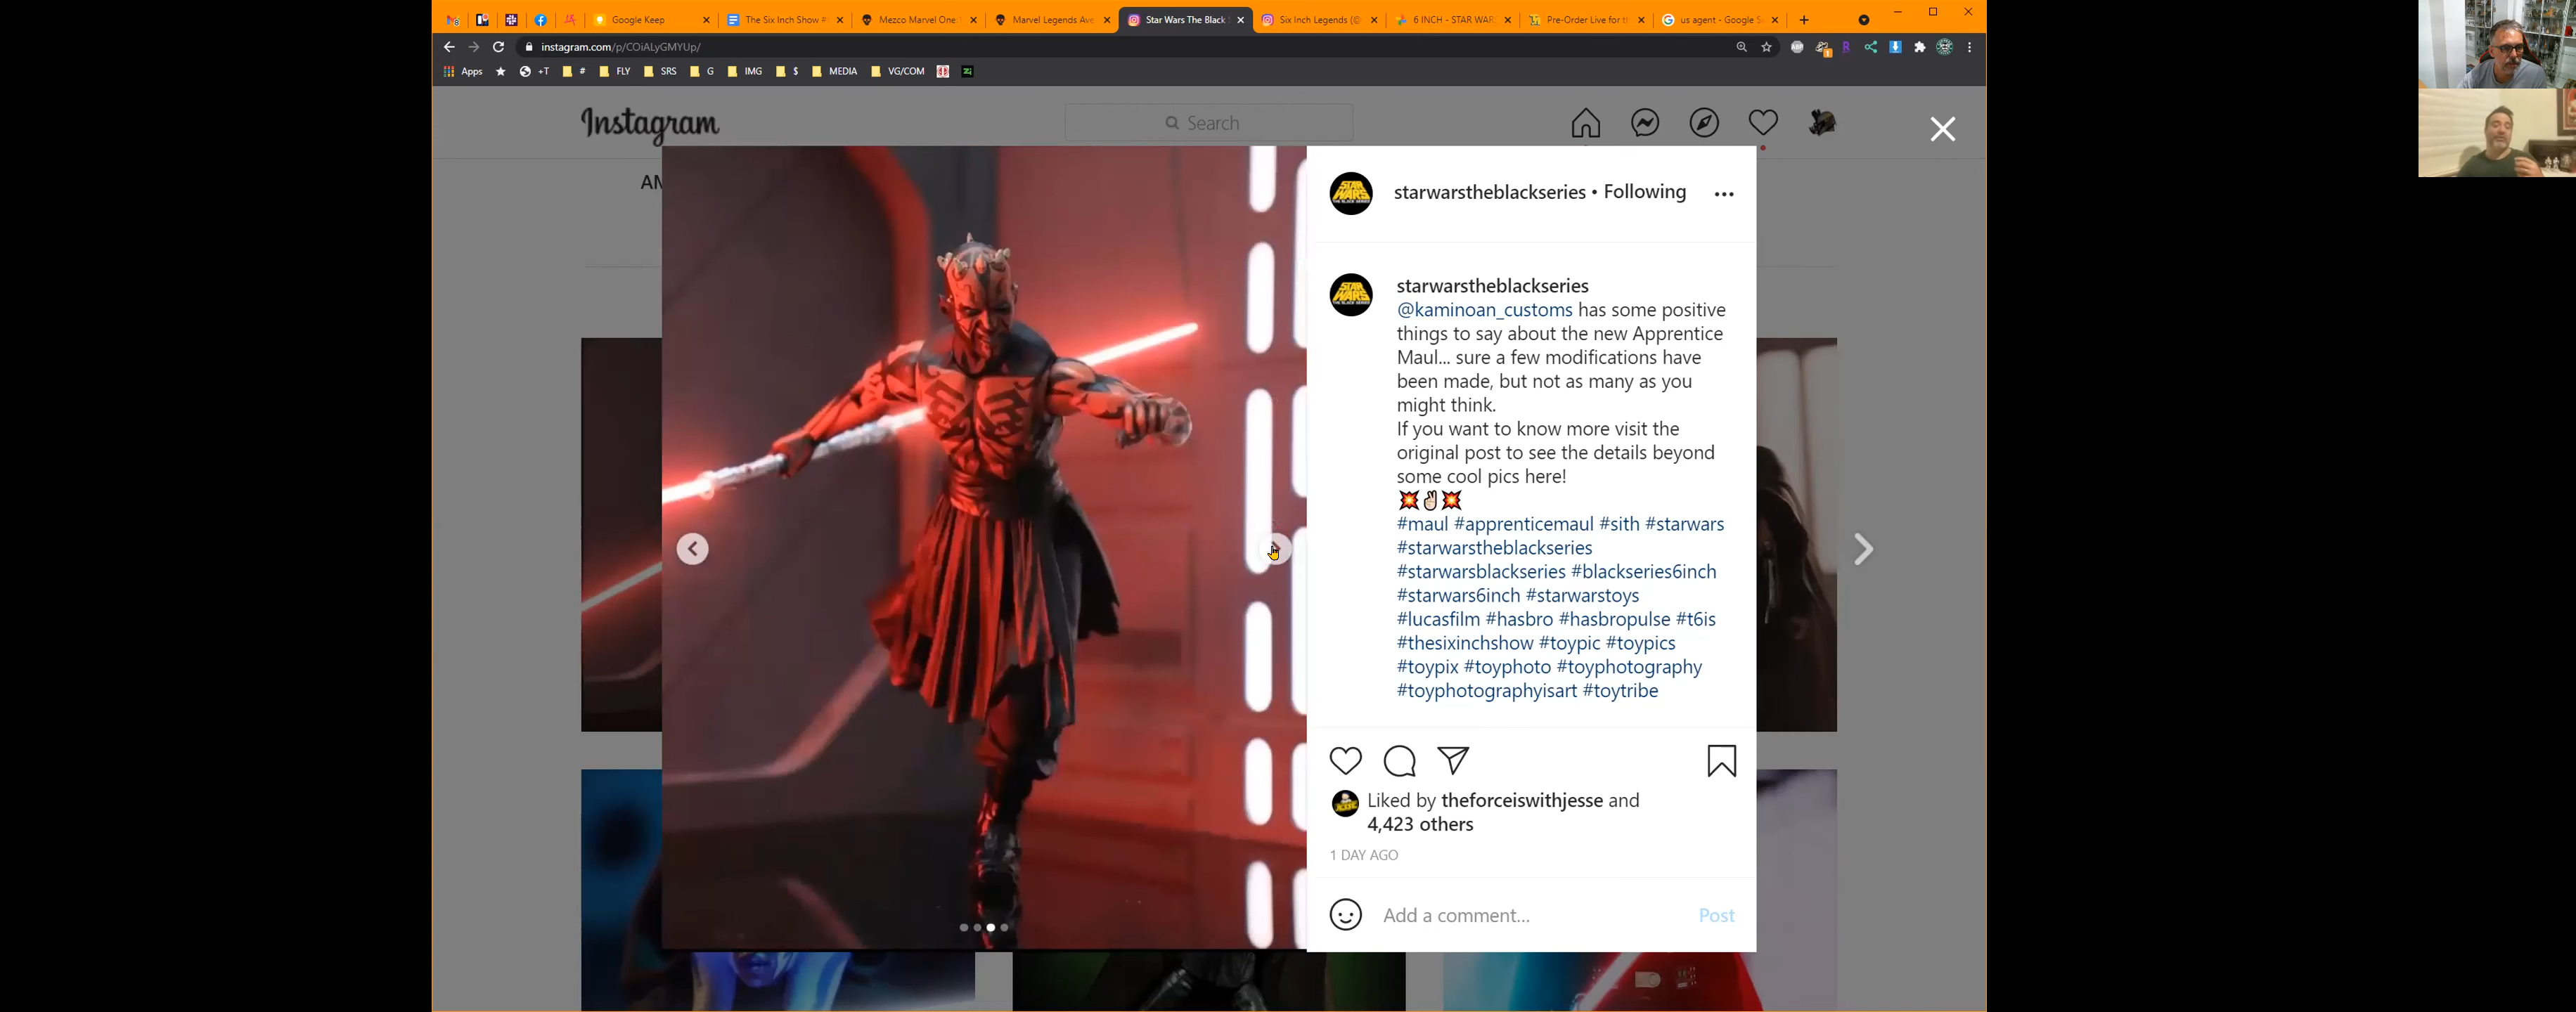 Google Keep
The Six Inch Show
Mezco Marvel One:
Marvel Legends Ave
Star Wars The Black
Six Inch Legends (@
6 INCH - STAR WAR
Pre-Order Live for th
us agent - Google S
instagram.com/p/COiALyGMYUp/
Apps
+T
#
FLY
SRS
G
IMG
$
MEDIA
VG/COM
Instagram
Search
AN
starwarstheblackseries • Following
starwarstheblackseries
@kaminoan_customs has some positive
things to say about the new Apprentice
Maul... sure a few modifications have
been made, but not as many as you
might think.
If you want to know more visit the
original post to see the details beyond
some cool pics here!
💥✌🏻💥
#maul #apprenticemaul #sith #starwars
#starwarstheblackseries
#starwarsblackseries #blackseries6inch
#starwars6inch #starwarstoys
#lucasfilm #hasbro #hasbropulse #t6is
#thesixinchshow #toypic #toypics
#toypix #toyphoto #toyphotography
#toyphotographyisart #toytribe
Liked by theforceiswithjesse and
4,423 others
1 DAY AGO
Add a comment...
Post